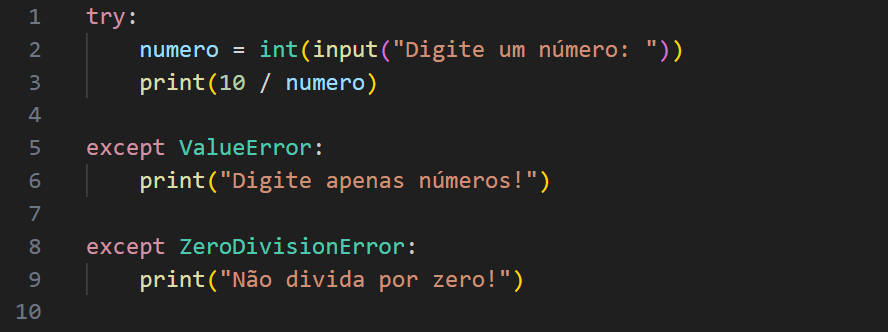 1 try:
2     numero = int(input("Digite um número: "))
3     print(10 / numero)
4
5 except ValueError:
6     print("Digite apenas números!")
7
8 except ZeroDivisionError:
9     print("Não divida por zero!")
10